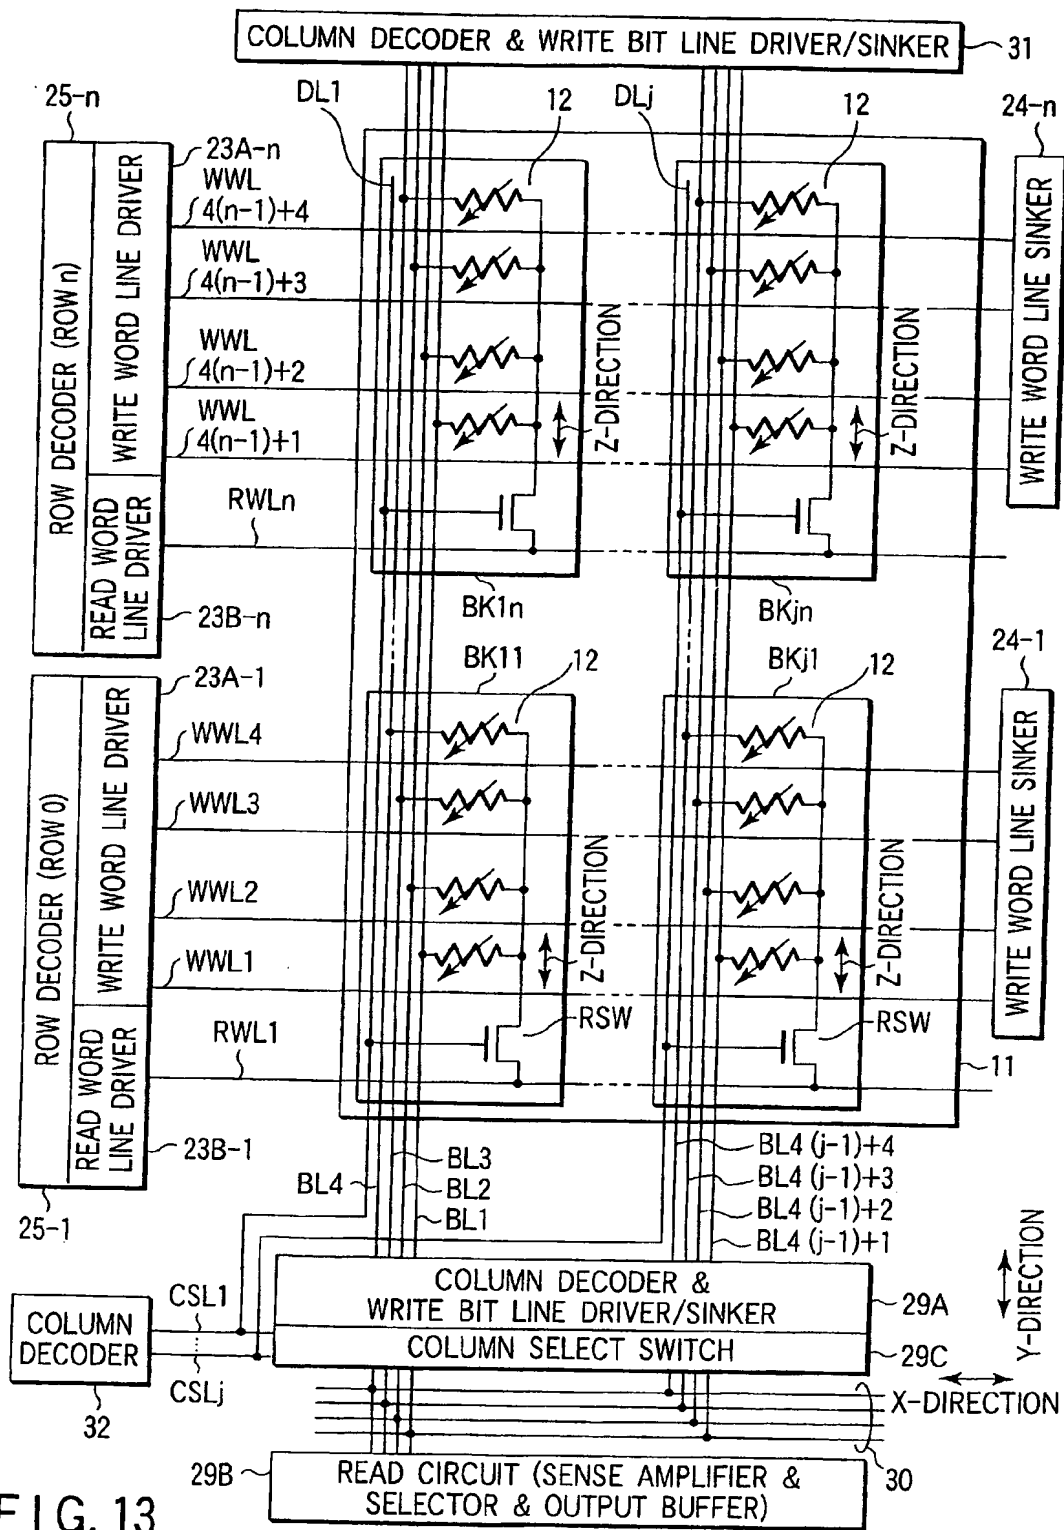 COLUMN DECODER & WRITE BIT LINE DRIVER/SINKER
31
25-n
DL1
12
DLj
12
24-n
23A-n
ROW DECODER (ROW n)
WRITE WORD LINE DRIVER
READ WORD
LINE DRIVER
WWL
4(n-1)+4
WWL
4(n-1)+3
WWL
4(n-1)+2
WWL
4(n-1)+1
RWLn
Z-DIRECTION
Z-DIRECTION
WRITE WORD LINE SINKER
23B-n
BK1n
BKjn
24-1
23A-1
BK11
12
BKj1
12
ROW DECODER (ROW 0)
WRITE WORD LINE DRIVER
READ WORD
LINE DRIVER
WWL4
WWL3
WWL2
WWL1
RWL1
Z-DIRECTION
Z-DIRECTION
WRITE WORD LINE SINKER
RSW
RSW
11
23B-1
25-1
BL4
BL3
BL2
BL1
BL4 (j-1)+4
BL4 (j-1)+3
BL4 (j-1)+2
BL4 (j-1)+1
COLUMN DECODER &
WRITE BIT LINE DRIVER/SINKER
29A
COLUMN SELECT SWITCH
29C
COLUMN
DECODER
32
CSL1
CSLj
Y-DIRECTION
X-DIRECTION
30
29B
READ CIRCUIT (SENSE AMPLIFIER &
SELECTOR & OUTPUT BUFFER)
FIG. 13